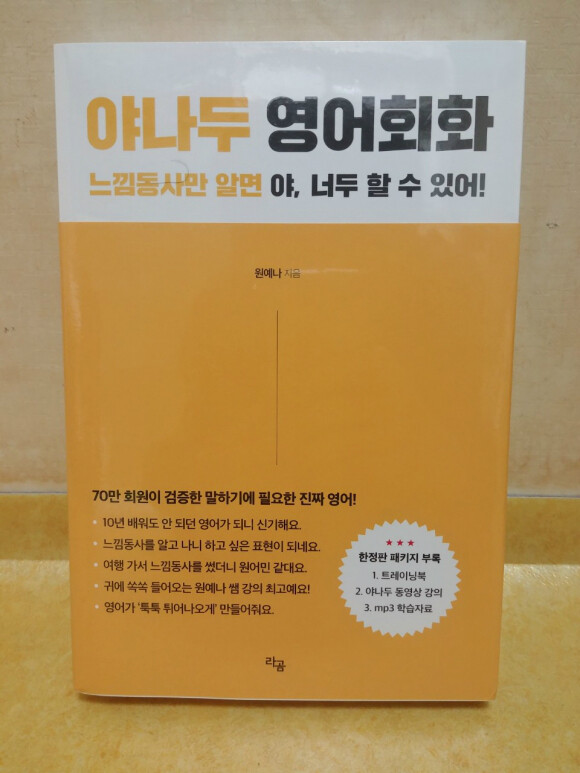 야나두 영어회화
느낌동사만 알면 야, 너두 할 수 있어!
원예나 지음
70만 회원이 검증한 말하기에 필요한 진짜 영어!
• 10년 배워도 안 되던 영어가 되니 신기해요.
• 느낌동사를 알고 나니 하고 싶은 표현이 되네요.
• 여행 가서 느낌동사를 썼더니 원어민 같대요.
• 귀에 쏙쏙 들어오는 원예나 쌤 강의 최고예요!
• 영어가 ‘툭툭 튀어나오게’ 만들어줘요.
★★★
한정판 패키지 부록
1. 트레이닝북
2. 야나두 동영상 강의
3. mp3 학습자료
라곰